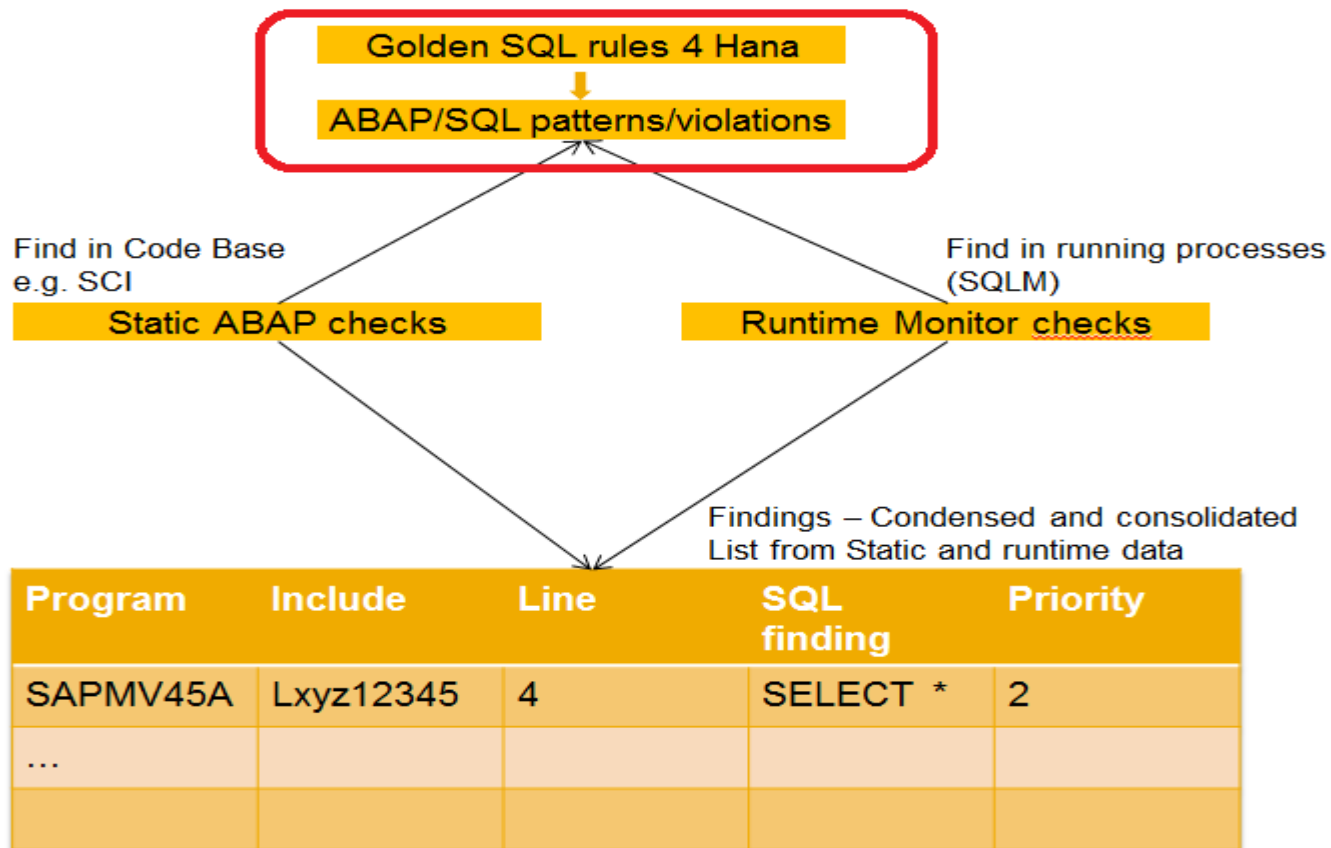 Golden SQL rules 4 Hana
ABAP/SQL patterns/violations
Find in Code Base
e.g. SCI
Find in running processes
(SQLM)
Static ABAP checks
Runtime Monitor checks
Findings – Condensed and consolidated
List from Static and runtime data
Program Include Line SQL Priority
finding
SAPMV45A Lxyz12345 4 SELECT * 2
...